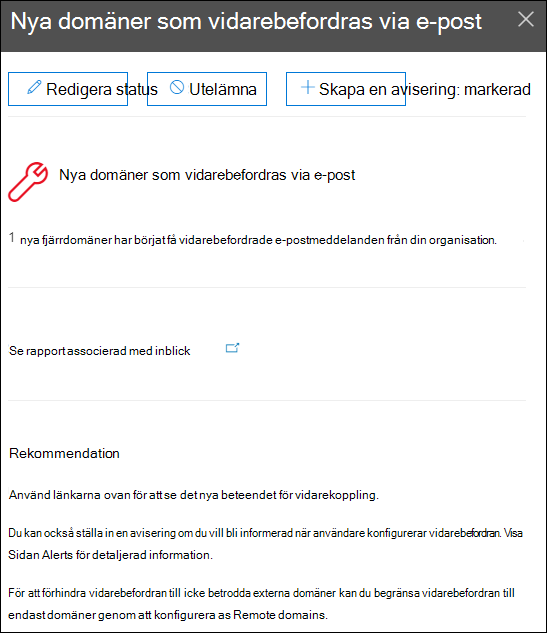 Nya domäner som vidarebefordras via e-post
Redigera status Utelämna Skapa en avisering: markerad
Nya domäner som vidarebefordras via e-post
1 nya fjärrdomäner har börjat få vidarebefordrade e-postmeddelanden från din organisation.
Se rapport associerad med inblick
Rekommendation
Använd länkarna ovan för att se det nya beteendet för vidarekoppling.
Du kan också ställa in en avisering om du vill bli informerad när användare konfigurerar vidarebefordran. Visa
Sidan Alerts för detaljerad information.
För att förhindra vidarebefordran till icke betrodda externa domäner kan du begränsa vidarebefordran till
endast domäner genom att konfigurera as Remote domains.